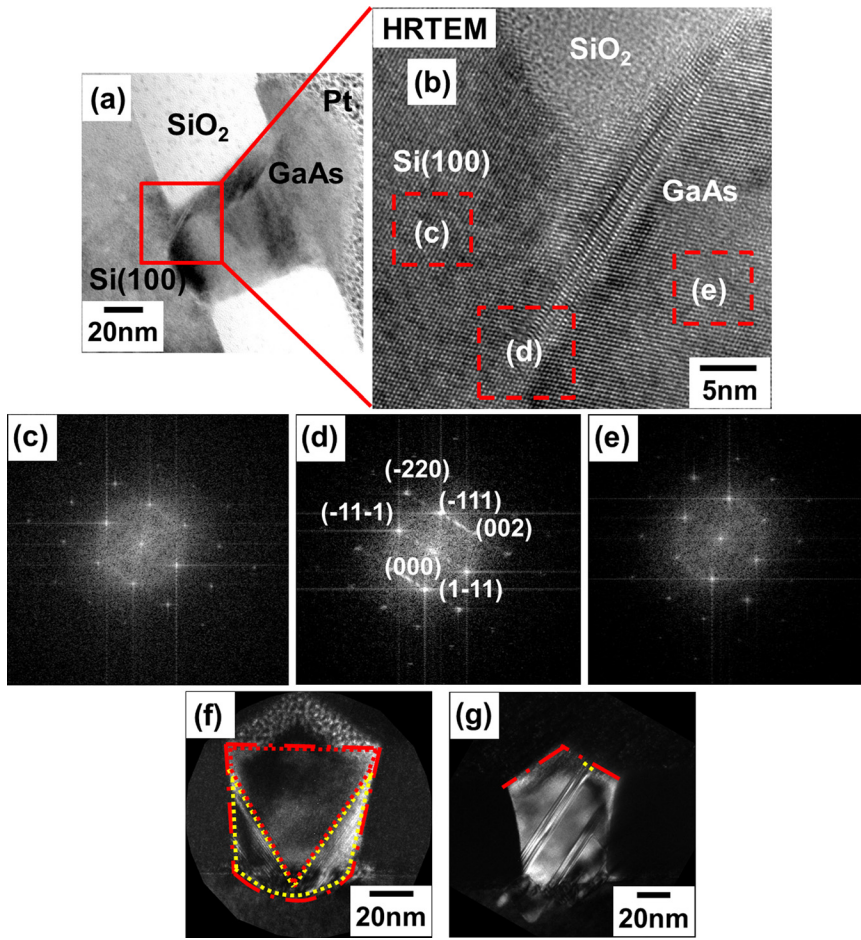 (a)
SiO2
Pt
GaAs
Si(100)
20nm
HRTEM
(b)
SiO2
Si(100)
(c)
GaAs
(e)
(d)
5nm
(c)
(d)
(-220)
(-11-1)
(-111)
(002)
(000)
(1-11)
(e)
(f)
20nm
(g)
20nm